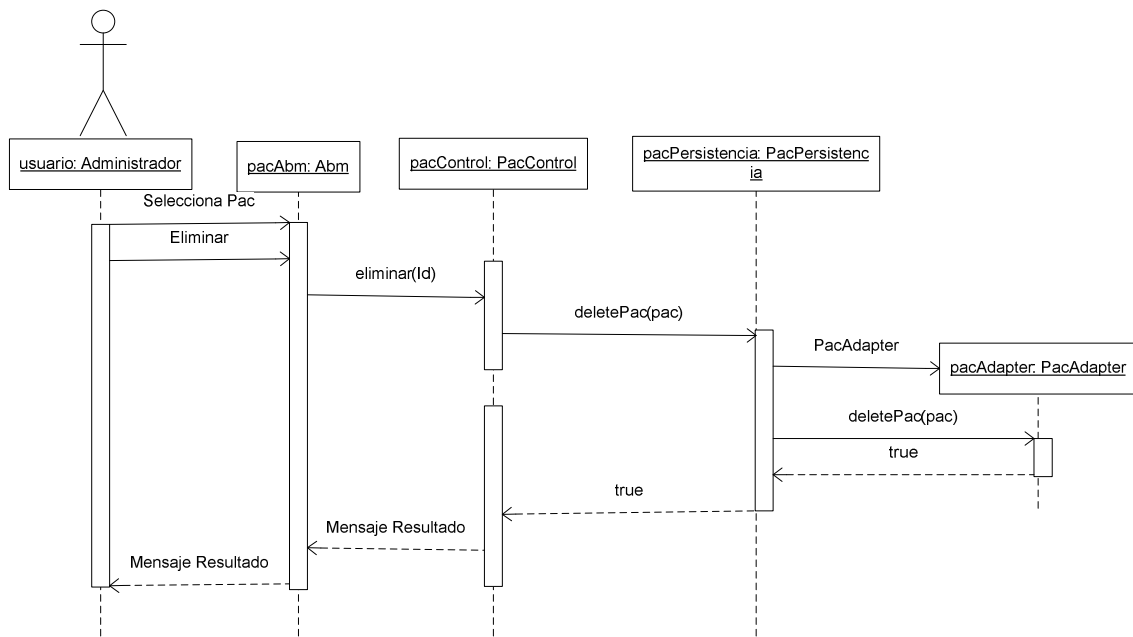 usuario: Administrador
pacAbm: Abm
pacControl: PacControl
pacPersistencia: PacPersistenc
ia
Selecciona Pac
Eliminar
eliminar(Id)
deletePac(pac)
PacAdapter
pacAdapter: PacAdapter
deletePac(pac)
true
true
Mensaje Resultado
Mensaje Resultado